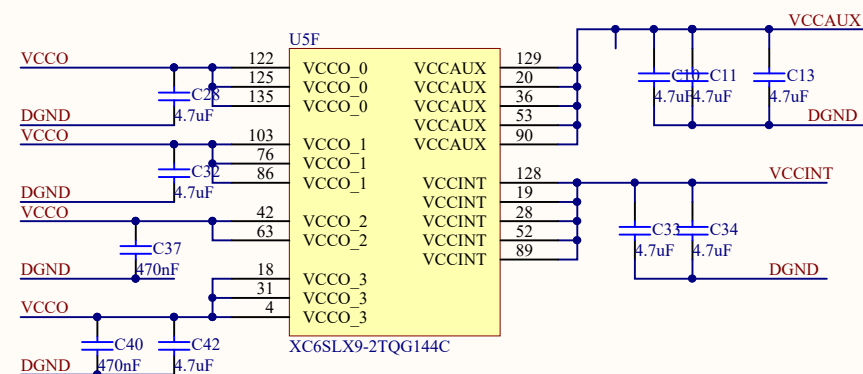 VCCAUX
U5F
VCCO 122 VCCO_0 VCCAUX 129
125 VCCO_0 VCCAUX 20 C10 C11 C13
C28 135 VCCO_0 VCCAUX 36 4.7uF 4.7uF 4.7uF
DGND 4.7uF VCCAUX 53 DGND
VCCO 103 VCCO_1 VCCAUX 90
76 VCCO_1
C32 86 VCCO_1 VCCINT 128 VCCINT
DGND 4.7uF VCCINT 19
VCCO 42 VCCO_2 VCCINT 28
63 VCCO_2 VCCINT 52 C33 C34
C37 VCCINT 89 4.7uF 4.7uF
DGND 470nF 18 VCCO_3 DGND
31 VCCO_3
VCCO 4 VCCO_3
C40 C42 XC6SLX9-2TQG144C
DGND 470nF 4.7uF